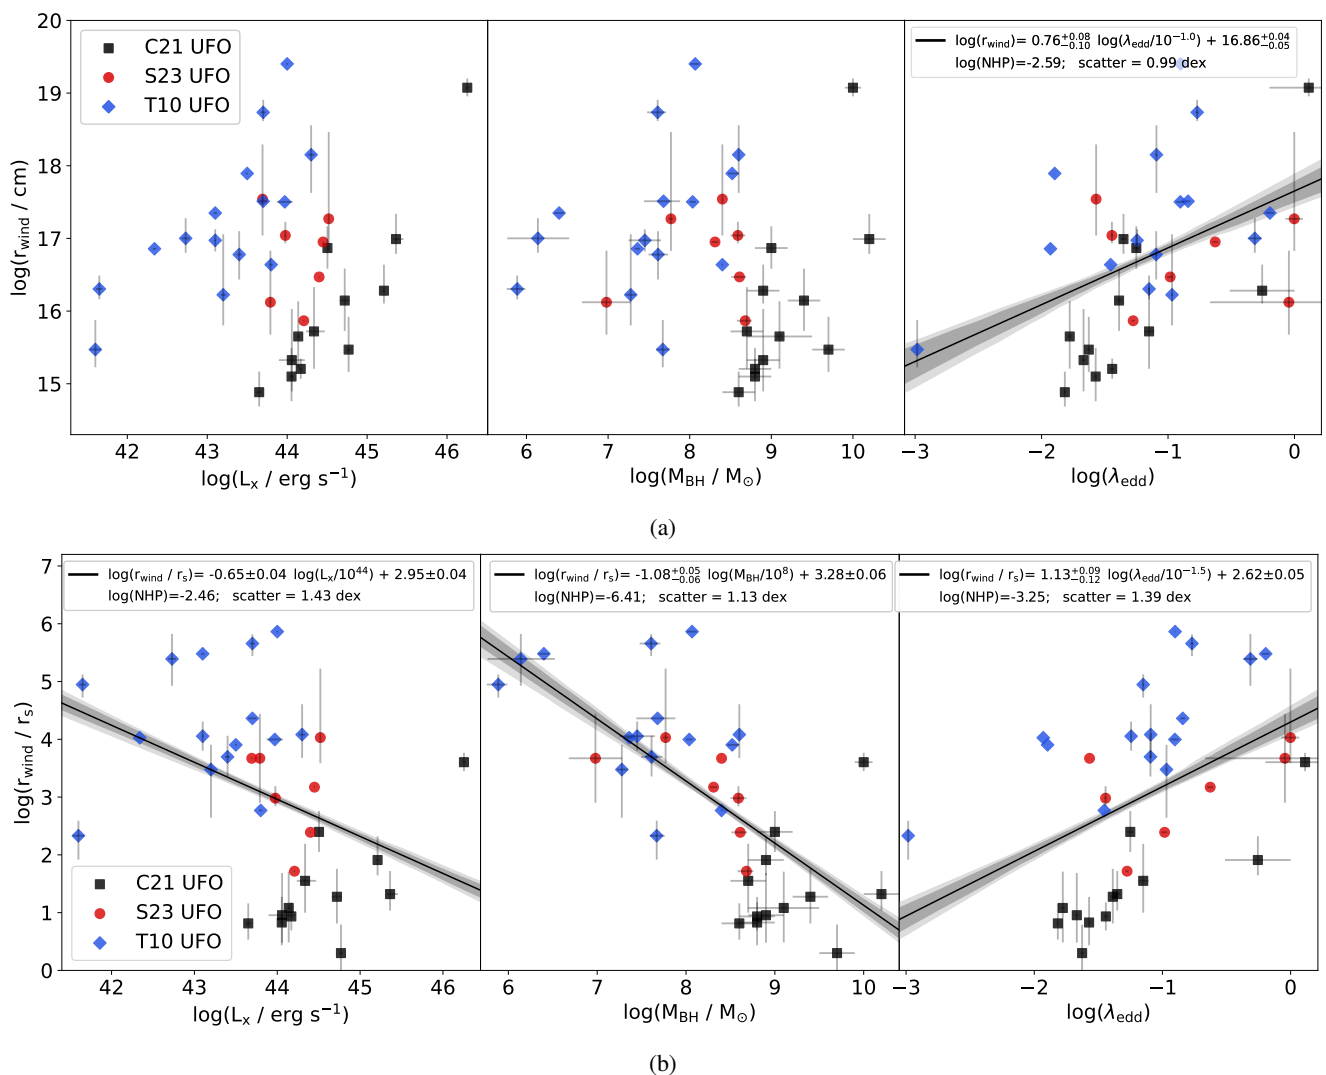 20
19
18
17
16
15
log(r_wind / cm)
C21 UFO
S23 UFO
T10 UFO
log(r_wind)= 0.76^{+0.08}_{-0.10} log(λ_edd/10^{−1.0}) + 16.86^{+0.04}_{-0.05}
log(NHP)=-2.59; scatter = 0.99 dex
42 43 44 45 46
6 7 8 9 10
−3 −2 −1 0
log(L_x / erg s^{−1})
log(M_BH / M_⊙)
log(λ_edd)
(a)
7
6
5
4
3
2
1
0
log(r_wind / r_s)
log(r_wind / r_s)= -0.65±0.04 log(L_x/10^{44}) + 2.95±0.04
log(NHP)=-2.46; scatter = 1.43 dex
log(r_wind / r_s)= -1.08^{+0.05}_{-0.06} log(M_BH/10^8) + 3.28±0.06
log(NHP)=-6.41; scatter = 1.13 dex
log(r_wind / r_s)= 1.13^{+0.09}_{-0.12} log(λ_edd/10^{−1.5}) + 2.62±0.05
log(NHP)=-3.25; scatter = 1.39 dex
C21 UFO
S23 UFO
T10 UFO
42 43 44 45 46
6 7 8 9 10
−3 −2 −1 0
log(L_x / erg s^{−1})
log(M_BH / M_⊙)
log(λ_edd)
(b)